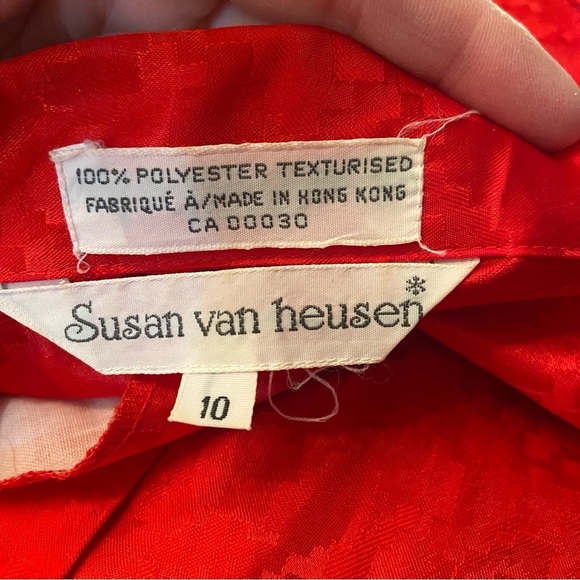 100% POLYESTER TEXTURISED
FABRIQUÉ À/MADE IN HONG KONG
CA 00030
Susan van heusen*
10